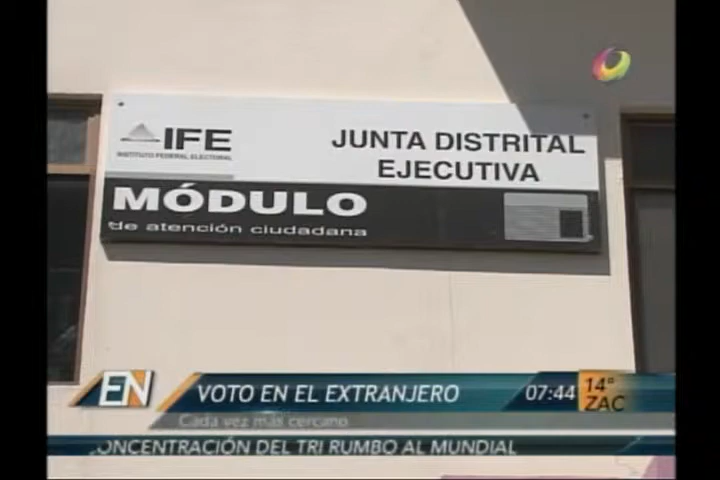 IFE
INSTITUTO FEDERAL ELECTORAL
JUNTA DISTRITAL
EJECUTIVA
MÓDULO
de atención ciudadana
EN
VOTO EN EL EXTRANJERO
07:44
14°
ZAC
Cada vez más cercano
ONCENTRACIÓN DEL TRI RUMBO AL MUNDIAL